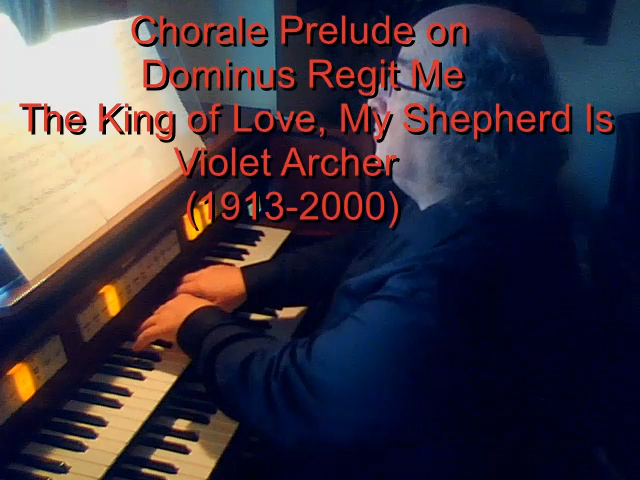 Chorale Prelude on
Dominus Regit Me
The King of Love, My Shepherd Is
Violet Archer
(1913-2000)